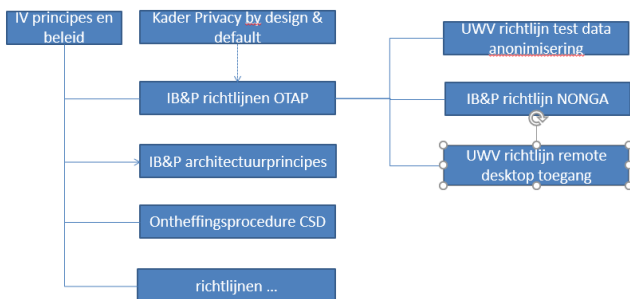 IV principes en
beleid
Kader Privacy by design &
default
UWV richtlijn test data
anonimisering
IB&P richtlijnen OTAP
IB&P richtlijn NONGA
IB&P architectuurprincipes
UWV richtlijn remote
desktop toegang
Ontheffingsprocedure CSD
richtlijnen ...